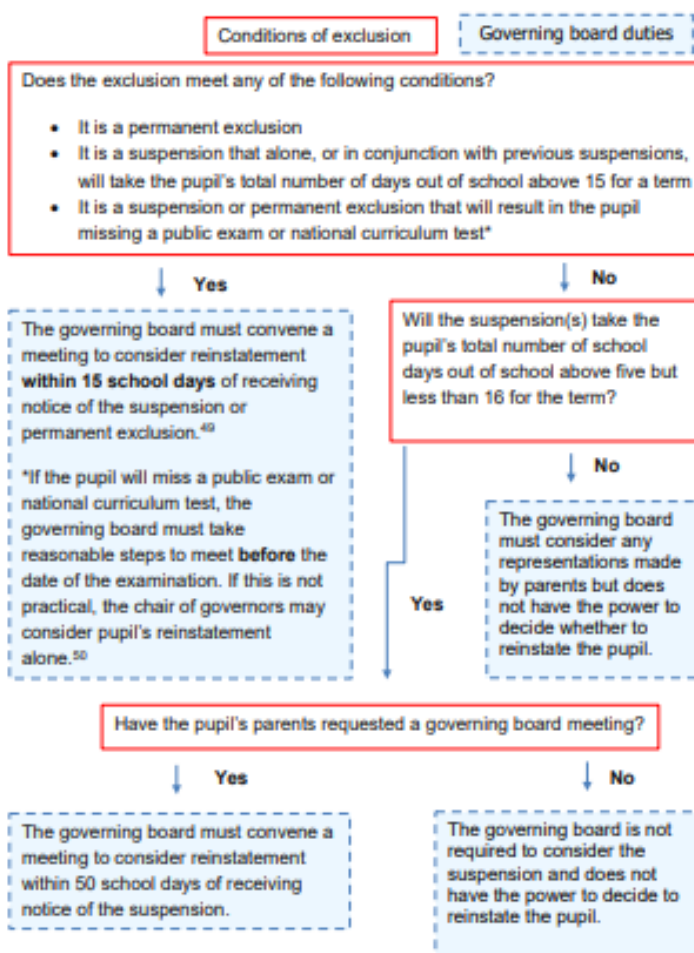 Conditions of exclusion
Governing board duties
Does the exclusion meet any of the following conditions?
• It is a permanent exclusion
• It is a suspension that alone, or in conjunction with previous suspensions,
will take the pupil's total number of days out of school above 15 for a term
• It is a suspension or permanent exclusion that will result in the pupil
missing a public exam or national curriculum test*
Yes
No
The governing board must convene a
meeting to consider reinstatement
within 15 school days of receiving
notice of the suspension or
permanent exclusion.⁴⁹
*If the pupil will miss a public exam or
national curriculum test, the
governing board must take
reasonable steps to meet before the
date of the examination. If this is not
practical, the chair of governors may
consider pupil's reinstatement
alone.⁵⁰
Will the suspension(s) take the
pupil's total number of school
days out of school above five but
less than 16 for the term?
No
The governing board
must consider any
representations made
by parents but does
not have the power to
decide whether to
reinstate the pupil.
Yes
Have the pupil's parents requested a governing board meeting?
Yes
No
The governing board must convene a
meeting to consider reinstatement
within 50 school days of receiving
notice of the suspension.
The governing board is not
required to consider the
suspension and does not
have the power to decide to
reinstate the pupil.